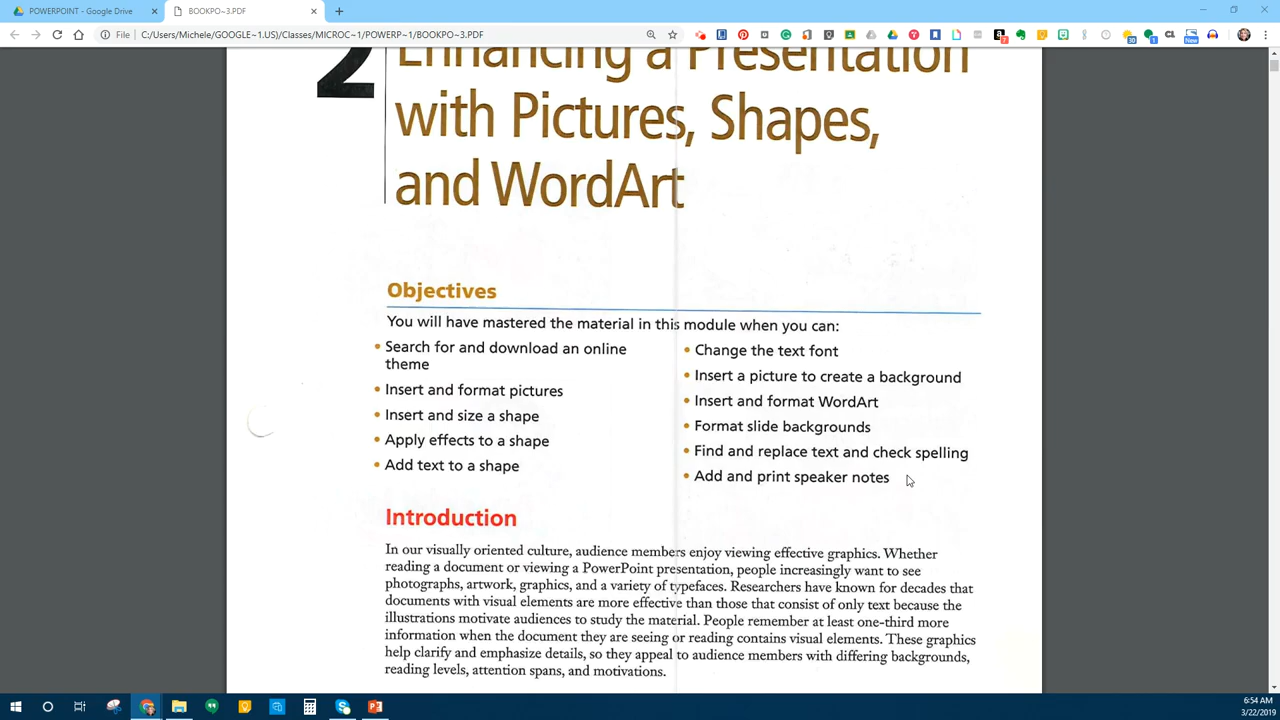 POWERPOINT - Google Drive
BOOKPO~3.PDF
File
C:/Users/Michele/GOOGLE~1.US)/Classes/MICROC~1/POWERP~1/BOOKPO~3.PDF
2
Enhancing a Presentation
with Pictures, Shapes,
and WordArt
Objectives
You will have mastered the material in this module when you can:
• Search for and download an online
theme
• Insert and format pictures
• Insert and size a shape
• Apply effects to a shape
• Add text to a shape
• Change the text font
• Insert a picture to create a background
• Insert and format WordArt
• Format slide backgrounds
• Find and replace text and check spelling
• Add and print speaker notes
Introduction
In our visually oriented culture, audience members enjoy viewing effective graphics. Whether
reading a document or viewing a PowerPoint presentation, people increasingly want to see
photographs, artwork, graphics, and a variety of typefaces. Researchers have known for decades that
documents with visual elements are more effective than those that consist of only text because the
illustrations motivate audiences to study the material. People remember at least one-third more
information when the document they are seeing or reading contains visual elements. These graphics
help clarify and emphasize details, so they appeal to audience members with differing backgrounds,
reading levels, attention spans, and motivations.
6:54 AM
3/22/2019